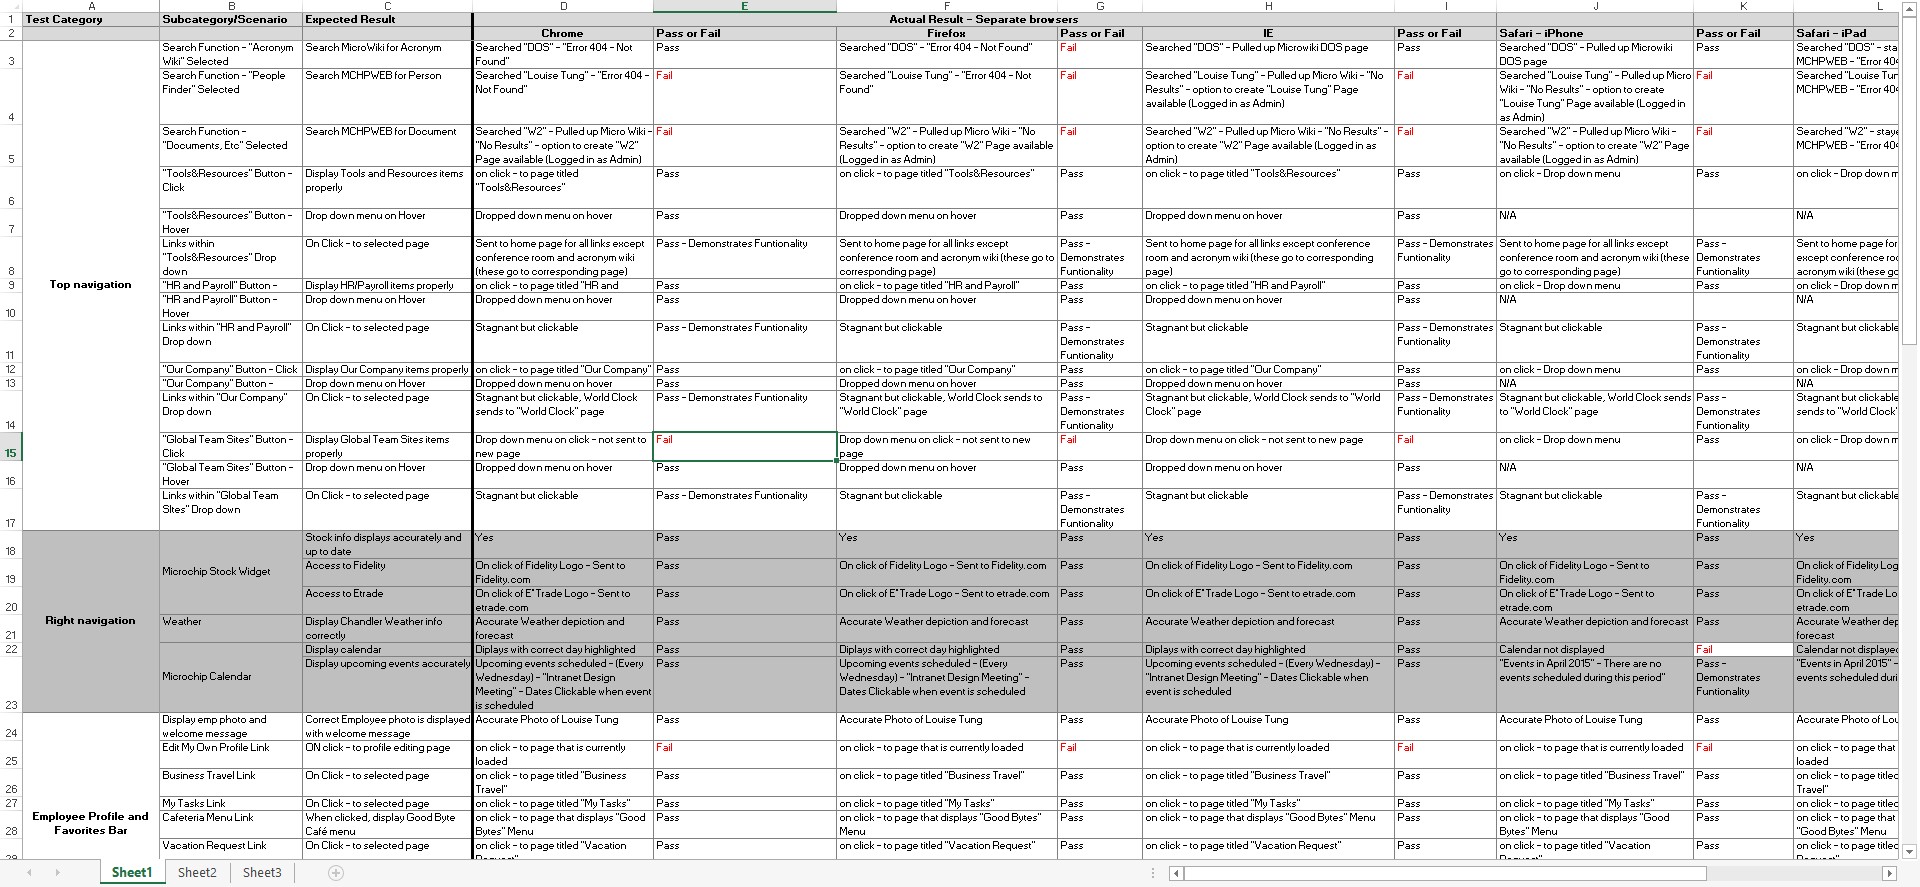 A B C D E F G H I J K L
1 Test Category Subcategory/Scenario Expected Result Actual Result - Separate browsers
2 Chrome Pass or Fail Firefox Pass or Fail IE Pass or Fail Safari - iPhone Pass or Fail Safari - iPad
Top navigation
3
Search Function - "Acronym
Wiki" Selected
Search MicroWiki for Acronym
Searched "DOS" - "Error 404 - Not
Found"
Pass
Searched "DOS" - "Error 404 - Not Found"
Fail
Searched "DOS" - Pulled up Microwiki DOS page
Pass
Searched "DOS" - Pulled up Microwiki
DOS page
Pass
Searched "DOS" - sta
MCHPWEB - "Error 404
4
Search Function - "People
Finder" Selected
Search MCHPWEB for Person
Searched "Louise Tung" - "Error 404 -
Not Found"
Fail
Searched "Louise Tung" - "Error 404 - Not
Found"
Fail
Searched "Louise Tung" - Pulled up Micro Wiki - "No
Results" - option to create "Louise Tung" Page
available (Logged in as Admin)
Fail
Searched "Louise Tung" - Pulled up Micro
Wiki - "No Results" - option to create
"Louise Tung" Page available (Logged in
as Admin)
Fail
Searched "Louise Tun
MCHPWEB - "Error 404
5
Search Function -
"Documents, Etc" Selected
Search MCHPWEB for Document
Searched "W2" - Pulled up Micro Wiki -
"No Results" - option to create "W2"
Page available (Logged in as Admin)
Fail
Searched "W2" - Pulled up Micro Wiki - "No
Results" - option to create "W2" Page available
(Logged in as Admin)
Fail
Searched "W2" - Pulled up Micro Wiki - "No Results" -
option to create "W2" Page available (Logged in as
Admin)
Fail
Searched "W2" - Pulled up Micro Wiki -
"No Results" - option to create "W2" Page
available (Logged in as Admin)
Fail
Searched "W2" - staye
MCHPWEB - "Error 404
6
"Tools&Resources" Button -
Click
Display Tools and Resources items
properly
on click - to page titled
"Tools&Resources"
Pass
on click - to page titled "Tools&Resources"
Pass
on click - to page titled "Tools&Resources"
Pass
on click - Drop down menu
Pass
on click - Drop down m
7
"Tools&Resources" Button -
Hover
Drop down menu on Hover
Dropped down menu on hover
Pass
Dropped down menu on hover
Pass
Dropped down menu on hover
Pass
N/A
N/A
8
Links within
"Tools&Resources" Drop
down
On Click - to selected page
Sent to home page for all links except
conference room and acronym wiki
(these go to corresponding page)
Pass - Demonstrates Funtionality
Sent to home page for all links except
conference room and acronym wiki (these go to
corresponding page)
Pass -
Demonstrates
Funtionality
Sent to home page for all links except conference
room and acronym wiki (these go to corresponding
page)
Pass - Demonstrates
Funtionality
Sent to home page for all links except
conference room and acronym wiki (these
go to corresponding page)
Pass -
Demonstrates
Funtionality
Sent to home page for
except conference roo
acronym wiki (these go
9
"HR and Payroll" Button -
Display HR/Payroll items properly
on click - to page titled "HR and
Pass
on click - to page titled "HR and Payroll"
Pass
on click - to page titled "HR and Payroll"
Pass
on click - Drop down menu
Pass
on click - Drop down m
10
"HR and Payroll" Button -
Hover
Drop down menu on Hover
Dropped down menu on hover
Pass
Dropped down menu on hover
Pass
Dropped down menu on hover
Pass
N/A
N/A
11
Links within "HR and Payroll"
Drop down
On Click - to selected page
Stagnant but clickable
Pass - Demonstrates Funtionality
Stagnant but clickable
Pass -
Demonstrates
Funtionality
Stagnant but clickable
Pass - Demonstrates
Funtionality
Stagnant but clickable
Pass -
Demonstrates
Funtionality
Stagnant but clickable
12
"Our Company" Button - Click
Display Our Company items properly
on click - to page titled "Our Company"
Pass
on click - to page titled "Our Company"
Pass
on click - to page titled "Our Company"
Pass
on click - Drop down menu
Pass
on click - Drop down m
13
"Our Company" Button -
Drop down menu on Hover
Dropped down menu on hover
Pass
Dropped down menu on hover
Pass
Dropped down menu on hover
Pass
N/A
N/A
14
Links within "Our Company"
Drop down
On Click - to selected page
Stagnant but clickable, World Clock
sends to "World Clock" page
Pass - Demonstrates Funtionality
Stagnant but clickable, World Clock sends to
"World Clock" page
Pass -
Demonstrates
Funtionality
Stagnant but clickable, World Clock sends to "World
Clock" page
Pass - Demonstrates
Funtionality
Stagnant but clickable, World Clock sends
to "World Clock" page
Pass -
Demonstrates
Funtionality
Stagnant but clickable,
sends to "World Clock"
15
"Global Team Sites" Button -
Click
Display Global Team Sites items
properly
Drop down menu on click - not sent to
new page
Fail
Drop down menu on click - not sent to new
page
Fail
Drop down menu on click - not sent to new page
Fail
on click - Drop down menu
Pass
on click - Drop down m
16
"Global Team Sites" Button -
Hover
Drop down menu on Hover
Dropped down menu on hover
Pass
Dropped down menu on hover
Pass
Dropped down menu on hover
Pass
N/A
N/A
17
Links within "Global Team
SItes" Drop down
On Click - to selected page
Stagnant but clickable
Pass - Demonstrates Funtionality
Stagnant but clickable
Pass -
Demonstrates
Funtionality
Stagnant but clickable
Pass - Demonstrates
Funtionality
Stagnant but clickable
Pass -
Demonstrates
Funtionality
Stagnant but clickable
Right navigation
18
Microchip Stock Widget
Stock info displays accurately and
up to date
Yes
Pass
Yes
Pass
Yes
Pass
Yes
Pass
Yes
19
Access to Fidelity
On click of Fidelity Logo - Sent to
Fidelity.com
Pass
On click of Fidelity Logo - Sent to Fidelity.com
Pass
On click of Fidelity Logo - Sent to Fidelity.com
Pass
On click of Fidelity Logo - Sent to
Fidelity.com
Pass
On click of Fidelity Log
Fidelity.com
20
Access to Etrade
On click of E*Trade Logo - Sent to
etrade.com
Pass
On click of E*Trade Logo - Sent to etrade.com
Pass
On click of E*Trade Logo - Sent to etrade.com
Pass
On click of E*Trade Logo - Sent to
etrade.com
Pass
On click of E*Trade Lo
etrade.com
21
Weather
Display Chandler Weather info
correctly
Accurate Weather depiction and
forecast
Pass
Accurate Weather depiction and forecast
Pass
Accurate Weather depiction and forecast
Pass
Accurate Weather depiction and forecast
Pass
Accurate Weather dep
forecast
22
Microchip Calendar
Display calendar
Diplays with correct day highlighted
Pass
Diplays with correct day highlighted
Pass
Diplays with correct day highlighted
Pass
Calendar not displayed
Fail
Calendar not displayed
23
Display upcoming events accurately
Upcoming events scheduled - (Every
Wednesday) - "Intranet Design
Meeting" - Dates Clickable when event
is scheduled
Pass
Upcoming events scheduled - (Every
Wednesday) - "Intranet Design Meeting" -
Dates Clickable when event is scheduled
Pass
Upcoming events scheduled - (Every Wednesday) -
"Intranet Design Meeting" - Dates Clickable when
event is scheduled
Pass
"Events in April 2015" - There are no
events scheduled during this period"
Pass -
Demonstrates
Funtionality
"Events in April 2015" -
events scheduled duri
Employee Profile and
Favorites Bar
24
Display emp photo and
welcome message
Correct Employee photo is displayed
with welcome message
Accurate Photo of Louise Tung
Pass
Accurate Photo of Louise Tung
Pass
Accurate Photo of Louise Tung
Pass
Accurate Photo of Louise Tung
Pass
Accurate Photo of Lou
25
Edit My Own Profile Link
ON click - to profile editing page
on click - to page that is currently
loaded
Fail
on click - to page that is currently loaded
Fail
on click - to page that is currently loaded
Fail
on click - to page that is currently loaded
Fail
on click - to page that
loaded
26
Business Travel Link
On Click - to selected page
on click - to page titled "Business
Travel"
Pass
on click - to page titled "Business Travel"
Pass
on click - to page titled "Business Travel"
Pass
on click - to page titled "Business Travel"
Pass
on click - to page titled
Travel"
27
My Tasks Link
On Click - to selected page
on click - to page titled "My Tasks"
Pass
on click - to page titled "My Tasks"
Pass
on click - to page titled "My Tasks"
Pass
on click - to page titled "My Tasks"
Pass
on click - to page titled
28
Cafeteria Menu Link
When clicked, display Good Byte
Café menu
on click - to page that displays "Good
Bytes" Menu
Pass
on click - to page that displays "Good Bytes"
Menu
Pass
on click - to page that displays "Good Bytes" Menu
Pass
on click - to page that displays "Good
Bytes" Menu
Pass
on click - to page that
"Good Bytes" Menu
29
Vacation Request Link
On Click - to selected page
on click - to page titled "Vacation
Request"
Pass
on click - to page titled "Vacation Request"
Pass
on click - to page titled "Vacation Request"
Pass
on click - to page titled "Vacation
Request"
Pass
on click - to page titled
Request"
Sheet1 Sheet2 Sheet3